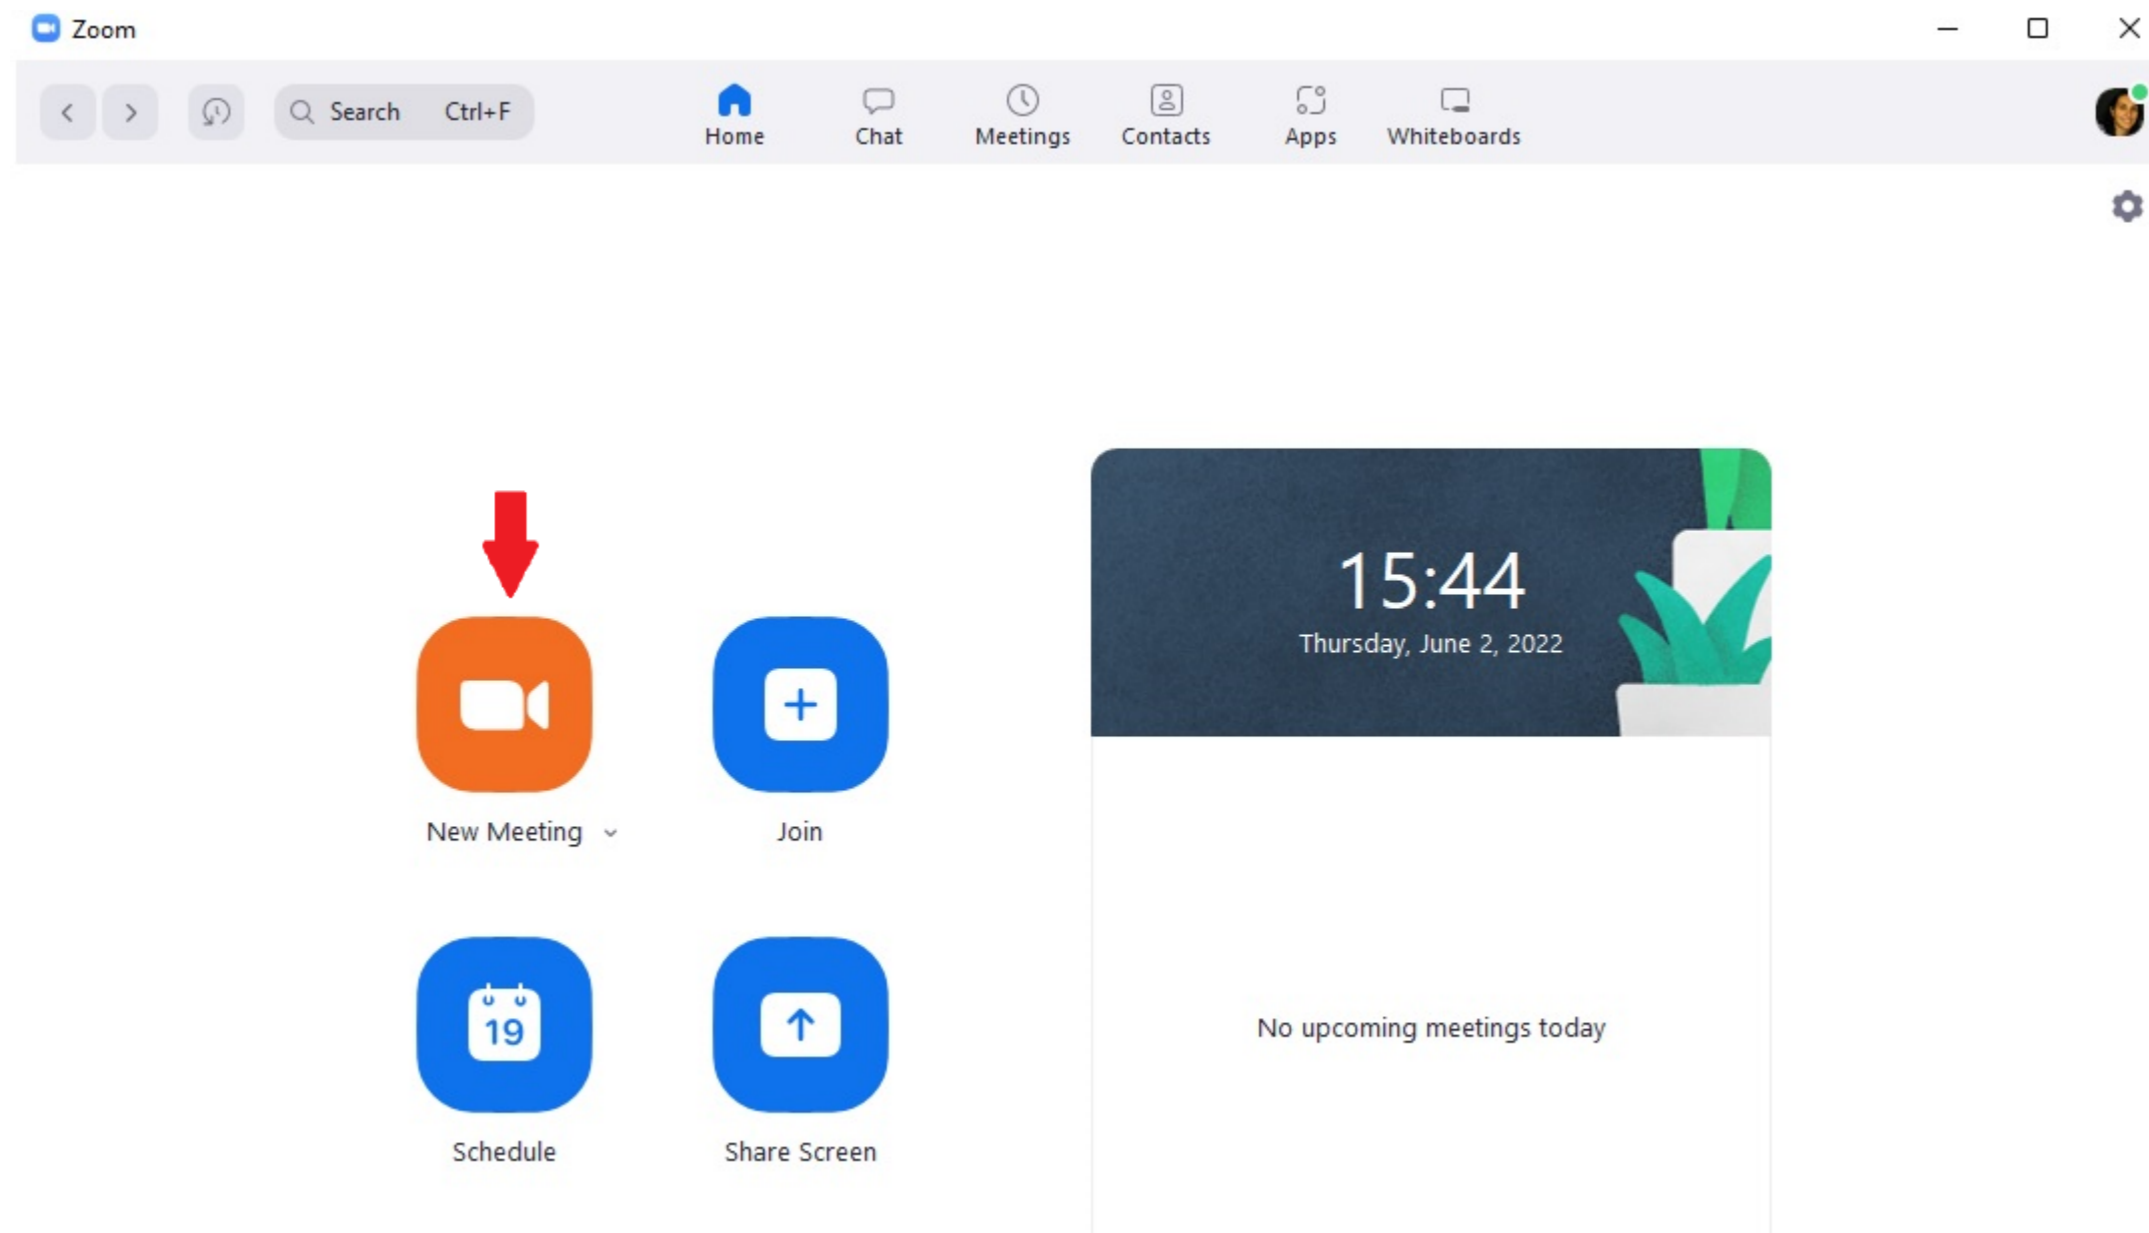 Zoom
Search Ctrl+F
Home Chat Meetings Contacts Apps Whiteboards
15:44
Thursday, June 2, 2022
New Meeting
Join
19
Schedule
Share Screen
No upcoming meetings today